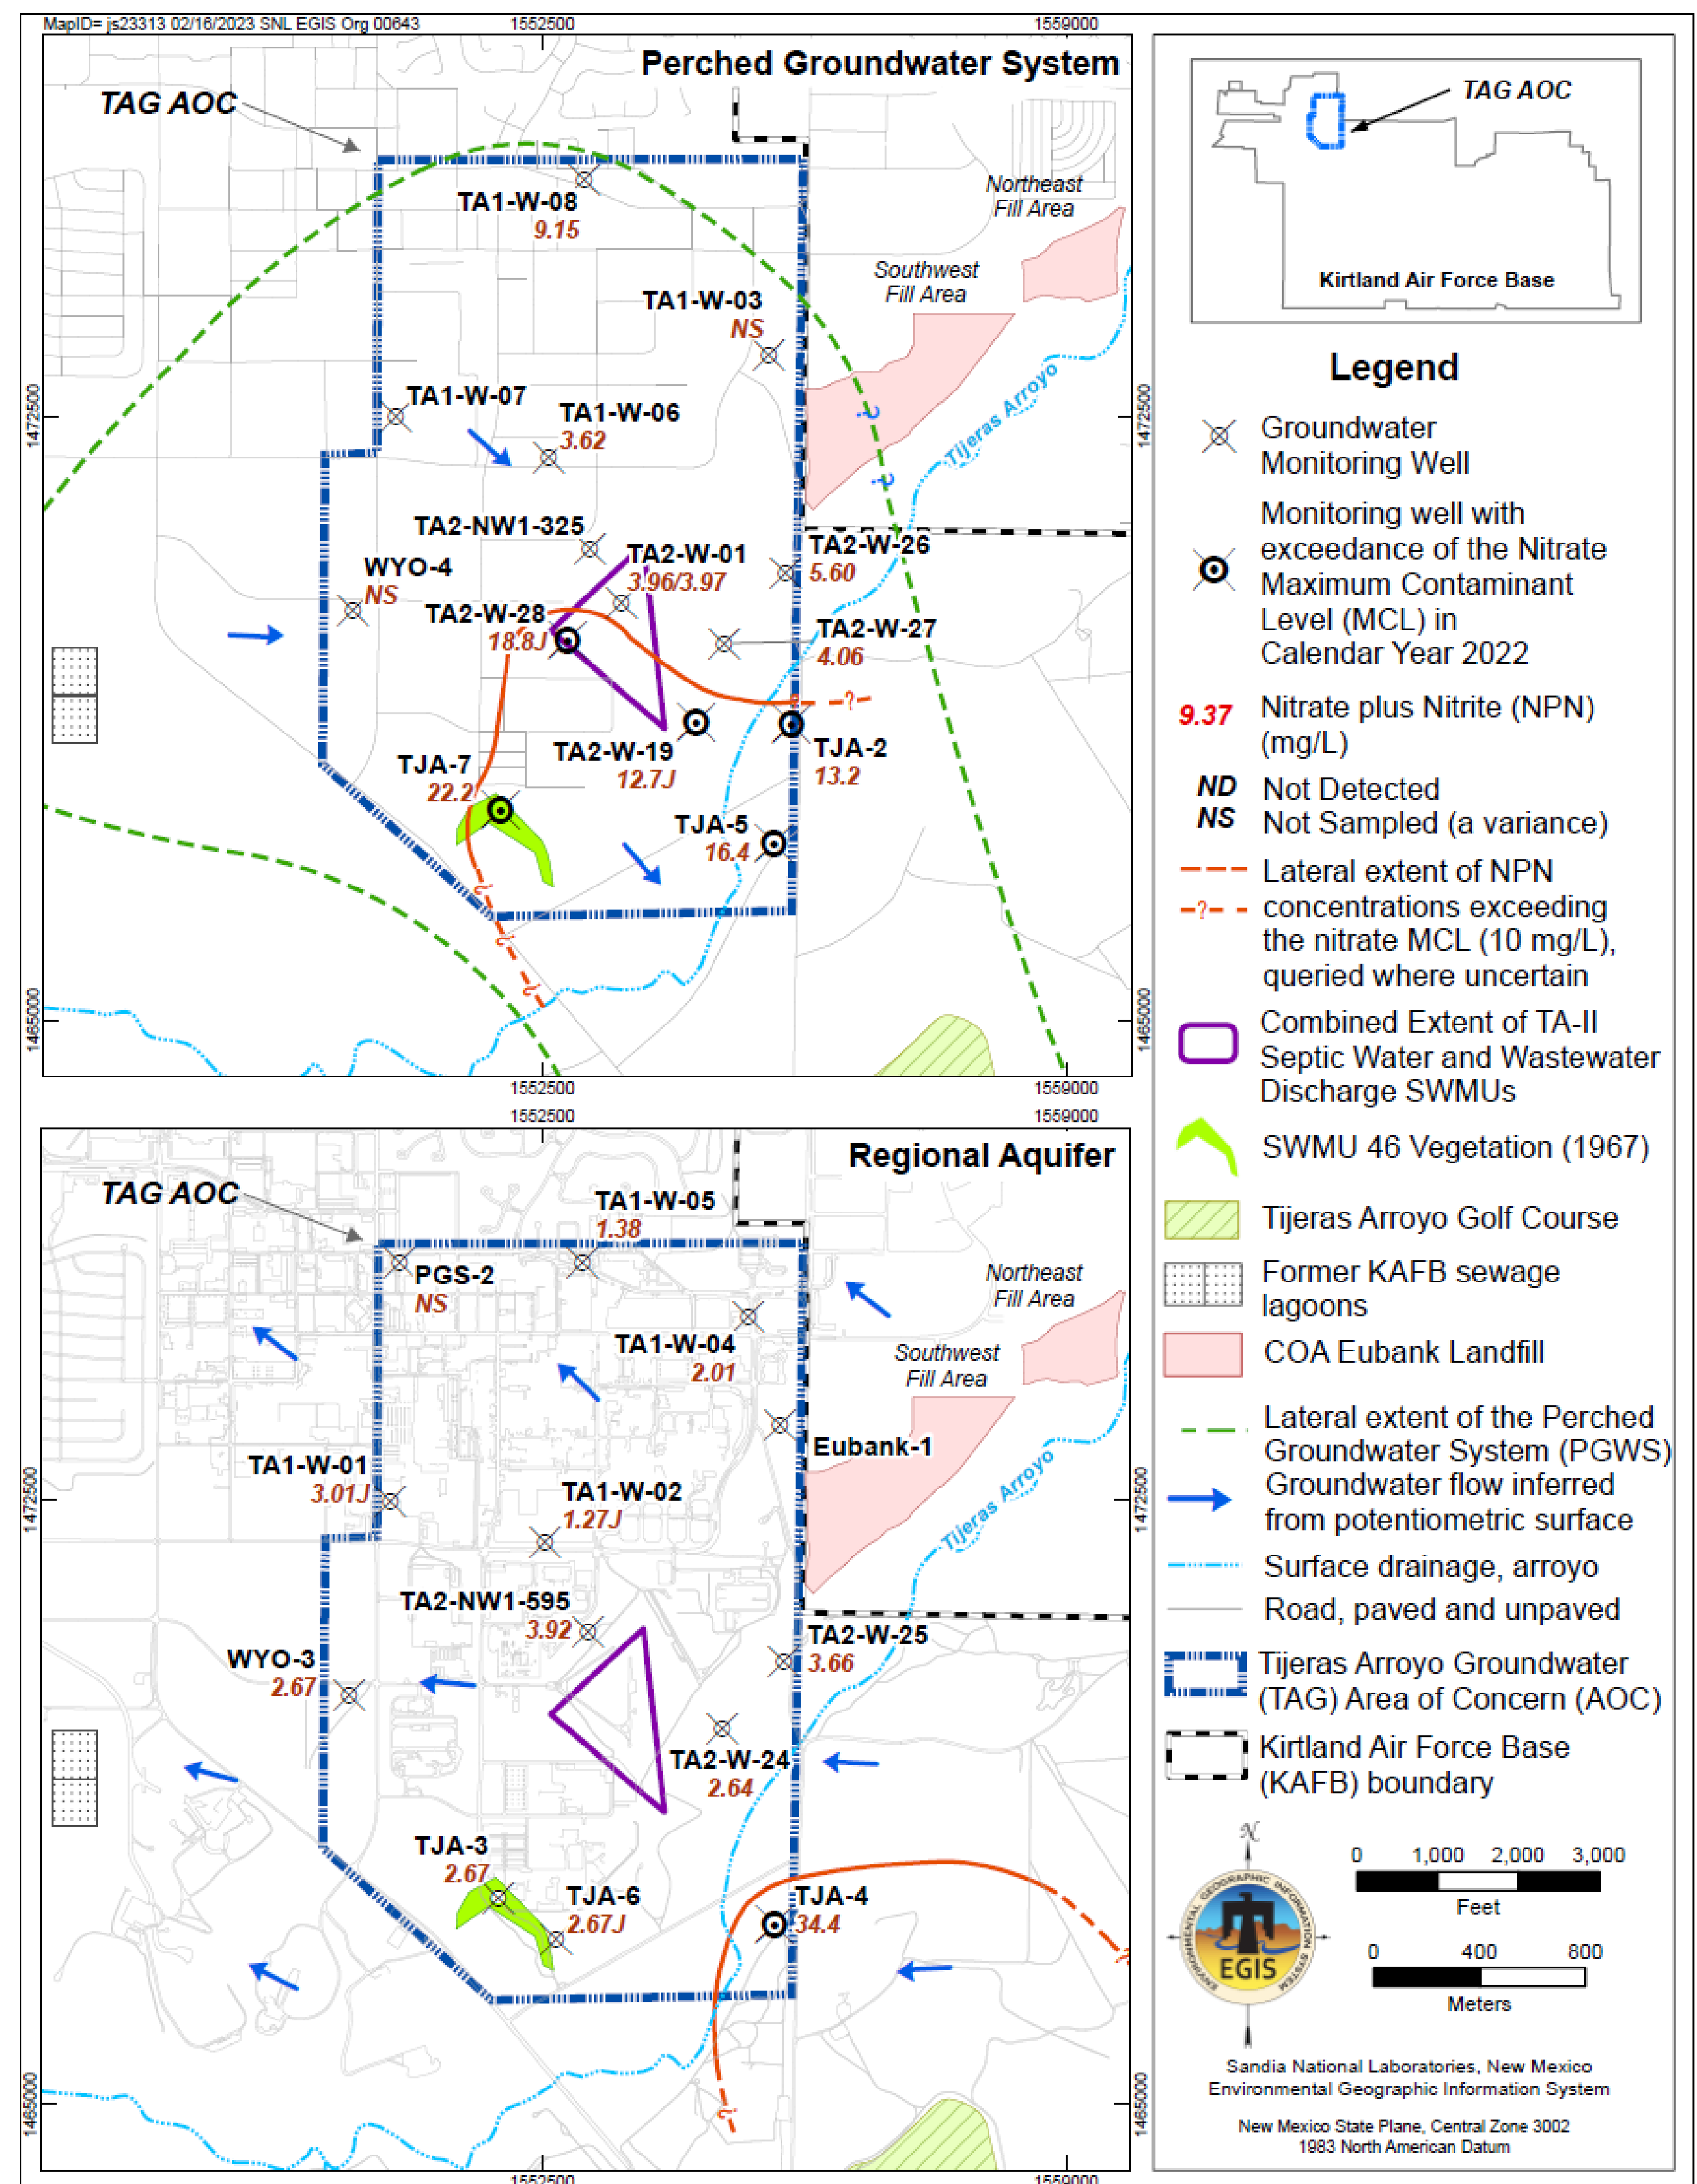 MapID= js23313 02/16/2023 SNL EGIS Org 00643
1552500
1559000
Perched Groundwater System
TAG AOC
TA1-W-08
9.15
Northeast
Fill Area
Southwest
Fill Area
TA1-W-03
NS
Tijeras Arroyo
?
?
1472500
1472500
TA1-W-07
TA1-W-06
3.62
TA2-NW1-325
TA2-W-01
3.96/3.97
TA2-W-26
5.60
WYO-4
NS
TA2-W-28
18.8J
TA2-W-27
4.06
-?-
TA2-W-19
12.7J
TJA-2
13.2
TJA-7
22.2
TJA-5
16.4
?
?
?
1465000
1465000
1552500
1559000
1552500
1559000
Regional Aquifer
TAG AOC
TA1-W-05
1.38
PGS-2
NS
Northeast
Fill Area
TA1-W-04
2.01
Southwest
Fill Area
Eubank-1
Tijeras Arroyo
TA1-W-01
3.01J
TA1-W-02
1.27J
1472500
1472500
TA2-NW1-595
3.92
TA2-W-25
3.66
WYO-3
2.67
TA2-W-24
2.64
TJA-3
2.67
TJA-6
2.67J
TJA-4
34.4
?
?
1465000
1465000
1552500
1559000
TAG AOC
Kirtland Air Force Base
Legend
Groundwater
Monitoring Well
Monitoring well with
exceedance of the Nitrate
Maximum Contaminant
Level (MCL) in
Calendar Year 2022
9.37 Nitrate plus Nitrite (NPN)
(mg/L)
ND Not Detected
NS Not Sampled (a variance)
Lateral extent of NPN
-?- - concentrations exceeding
the nitrate MCL (10 mg/L),
queried where uncertain
Combined Extent of TA-II
Septic Water and Wastewater
Discharge SWMUs
SWMU 46 Vegetation (1967)
Tijeras Arroyo Golf Course
Former KAFB sewage
lagoons
COA Eubank Landfill
Lateral extent of the Perched
Groundwater System (PGWS)
Groundwater flow inferred
from potentiometric surface
Surface drainage, arroyo
Road, paved and unpaved
Tijeras Arroyo Groundwater
(TAG) Area of Concern (AOC)
Kirtland Air Force Base
(KAFB) boundary
N
ENVIRONMENTAL GEOGRAPHIC INFORMATION SYSTEM
EGIS
0 1,000 2,000 3,000
Feet
0 400 800
Meters
Sandia National Laboratories, New Mexico
Environmental Geographic Information System
New Mexico State Plane, Central Zone 3002
1983 North American Datum